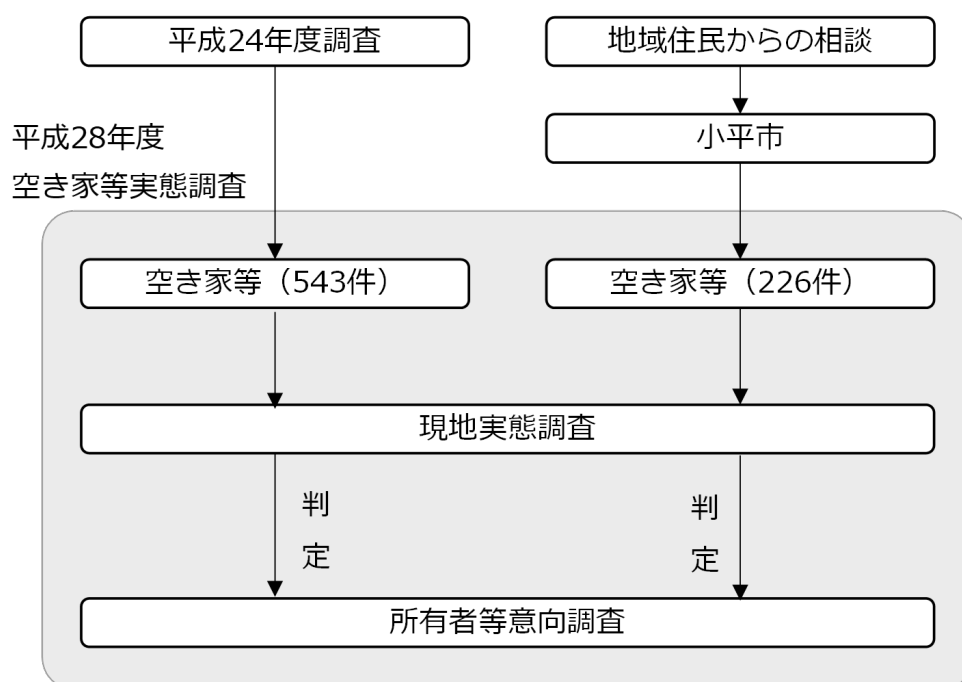 平成24年度調査
地域住民からの相談
平成28年度
空き家等実態調査
小平市
空き家等（543件）
空き家等（226件）
現地実態調査
判
定
判
定
所有者等意向調査